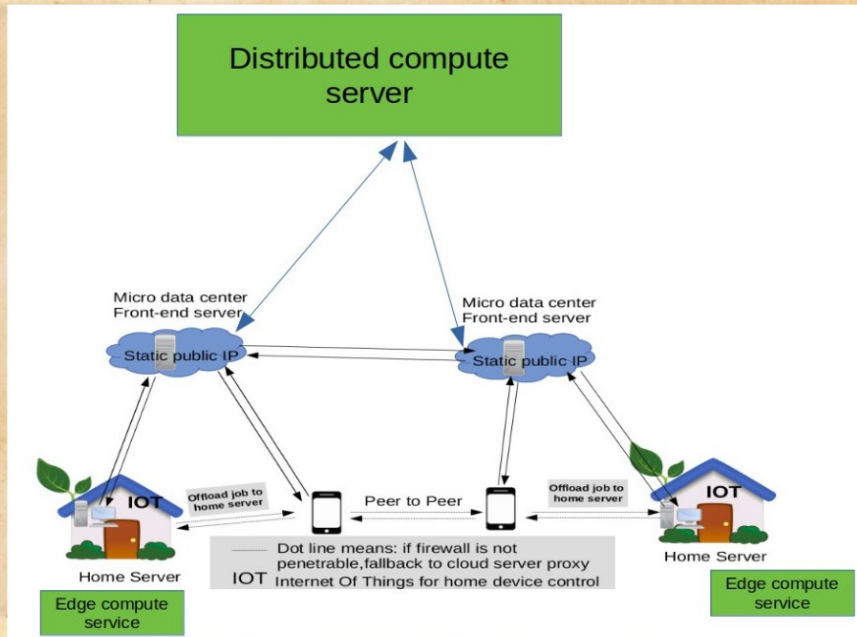 Distributed compute
server
Micro data center
Front-end server
Micro data center
Front-end server
Static public IP
Static public IP
IOT
Offload job to
home server
Peer to Peer
Offload job to
home server
IOT
Home Server
Home Server
Dot line means: if firewall is not
penetrable,fallback to cloud server proxy
IOT Internet Of Things for home device control
Edge compute
service
Edge compute
service